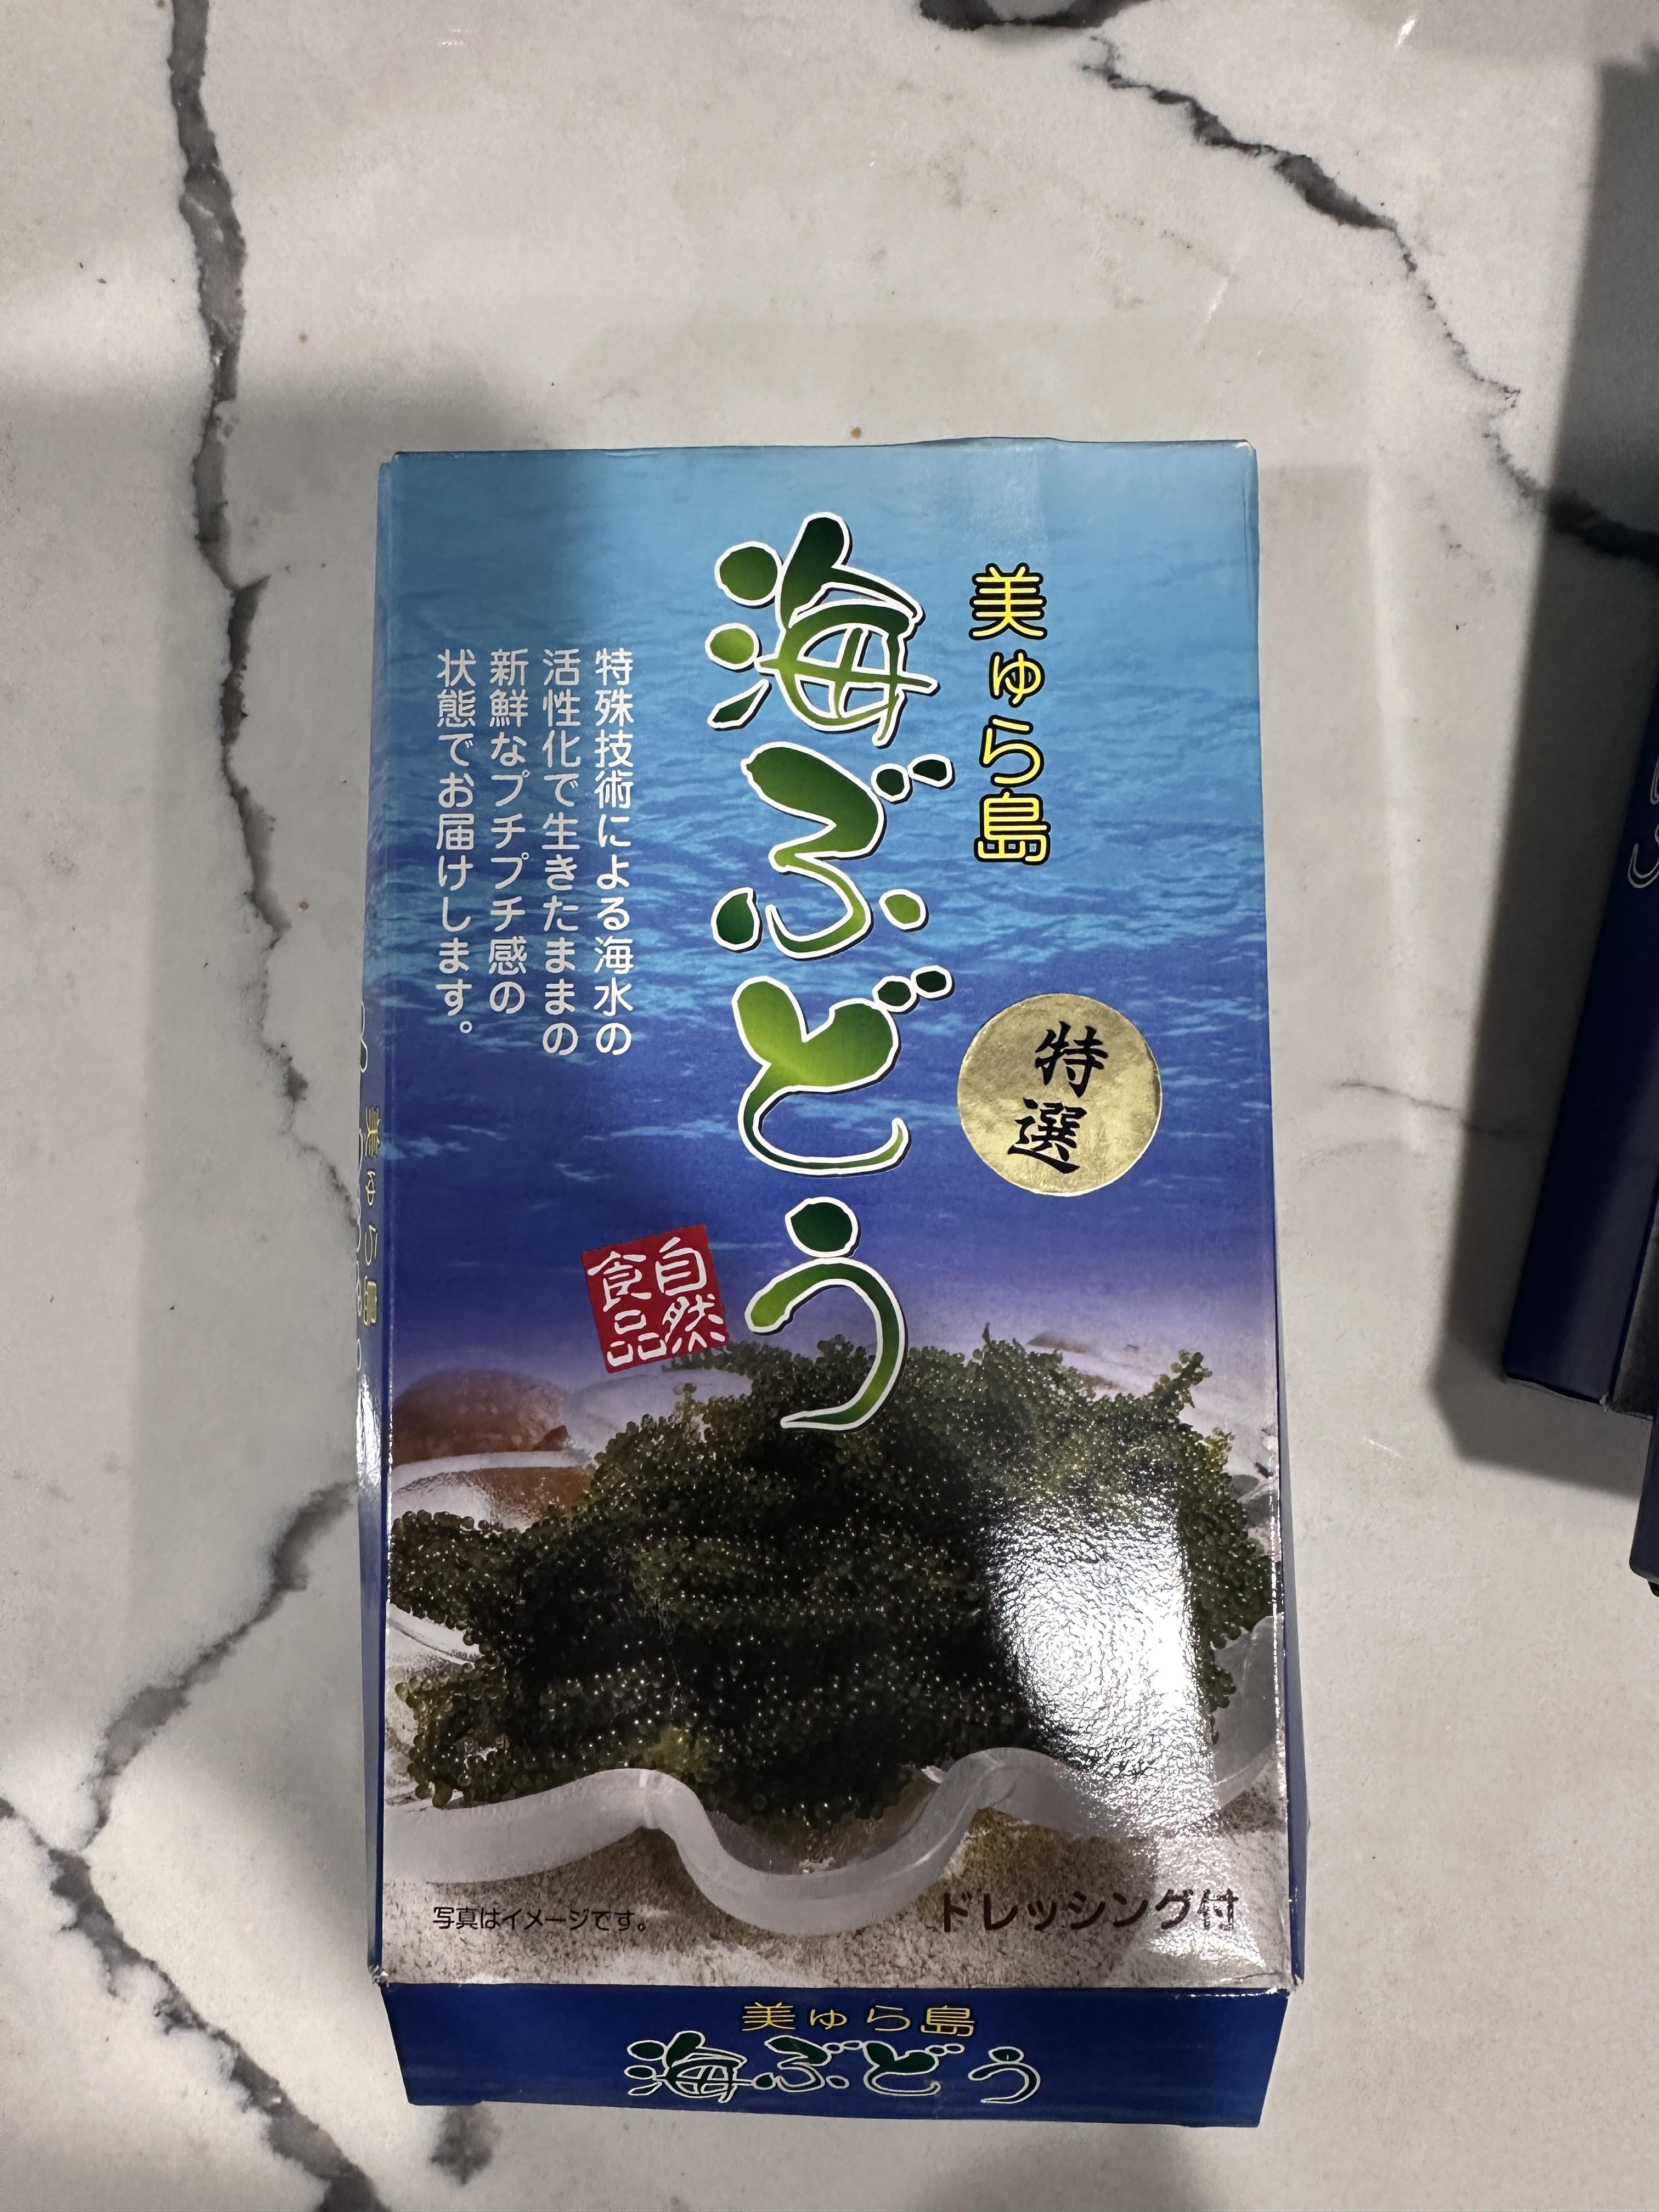 美ゅら島
海ぶどう
特選
特殊技術による海水の
活性化で生きたままの
新鮮なプチプチ感の
状態でお届けします。
自然
食品
写真はイメージです。
ドレッシング付
美ゅら島
海ぶどう
美ゅら島